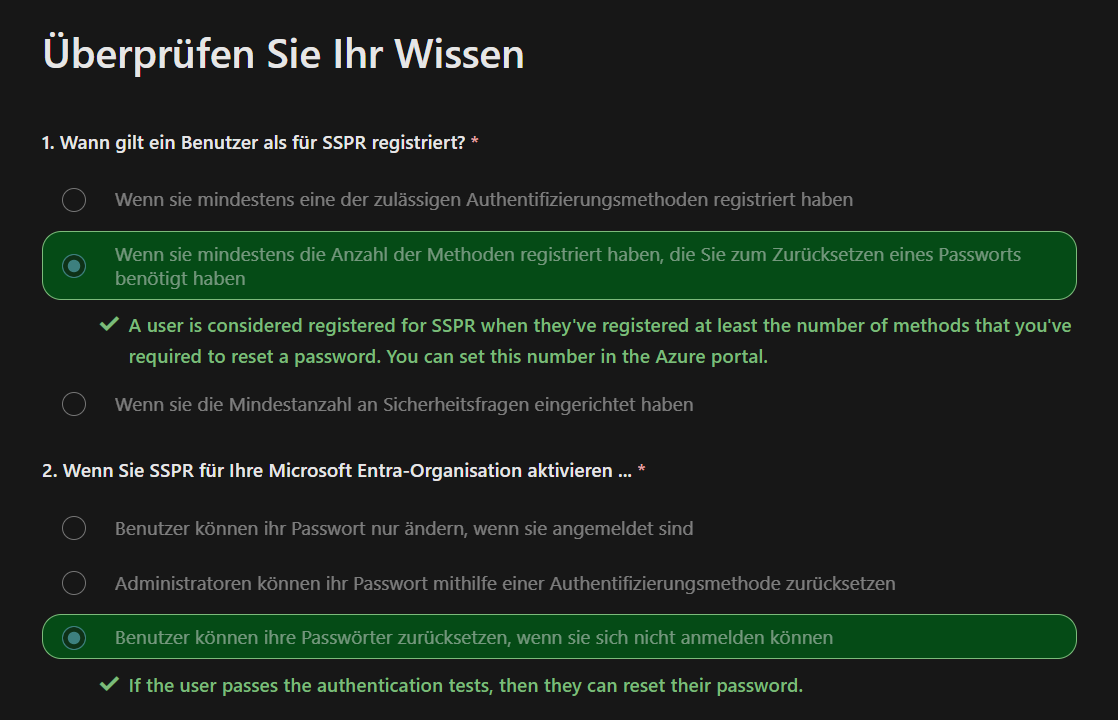 Überprüfen Sie Ihr Wissen
1. Wann gilt ein Benutzer als für SSPR registriert? *
Wenn sie mindestens eine der zulässigen Authentifizierungsmethoden registriert haben
Wenn sie mindestens die Anzahl der Methoden registriert haben, die Sie zum Zurücksetzen eines Passworts
benötigt haben
A user is considered registered for SSPR when they've registered at least the number of methods that you've
required to reset a password. You can set this number in the Azure portal.
Wenn sie die Mindestanzahl an Sicherheitsfragen eingerichtet haben
2. Wenn Sie SSPR für Ihre Microsoft Entra-Organisation aktivieren ... *
Benutzer können ihr Passwort nur ändern, wenn sie angemeldet sind
Administratoren können ihr Passwort mithilfe einer Authentifizierungsmethode zurücksetzen
Benutzer können ihre Passwörter zurücksetzen, wenn sie sich nicht anmelden können
If the user passes the authentication tests, then they can reset their password.